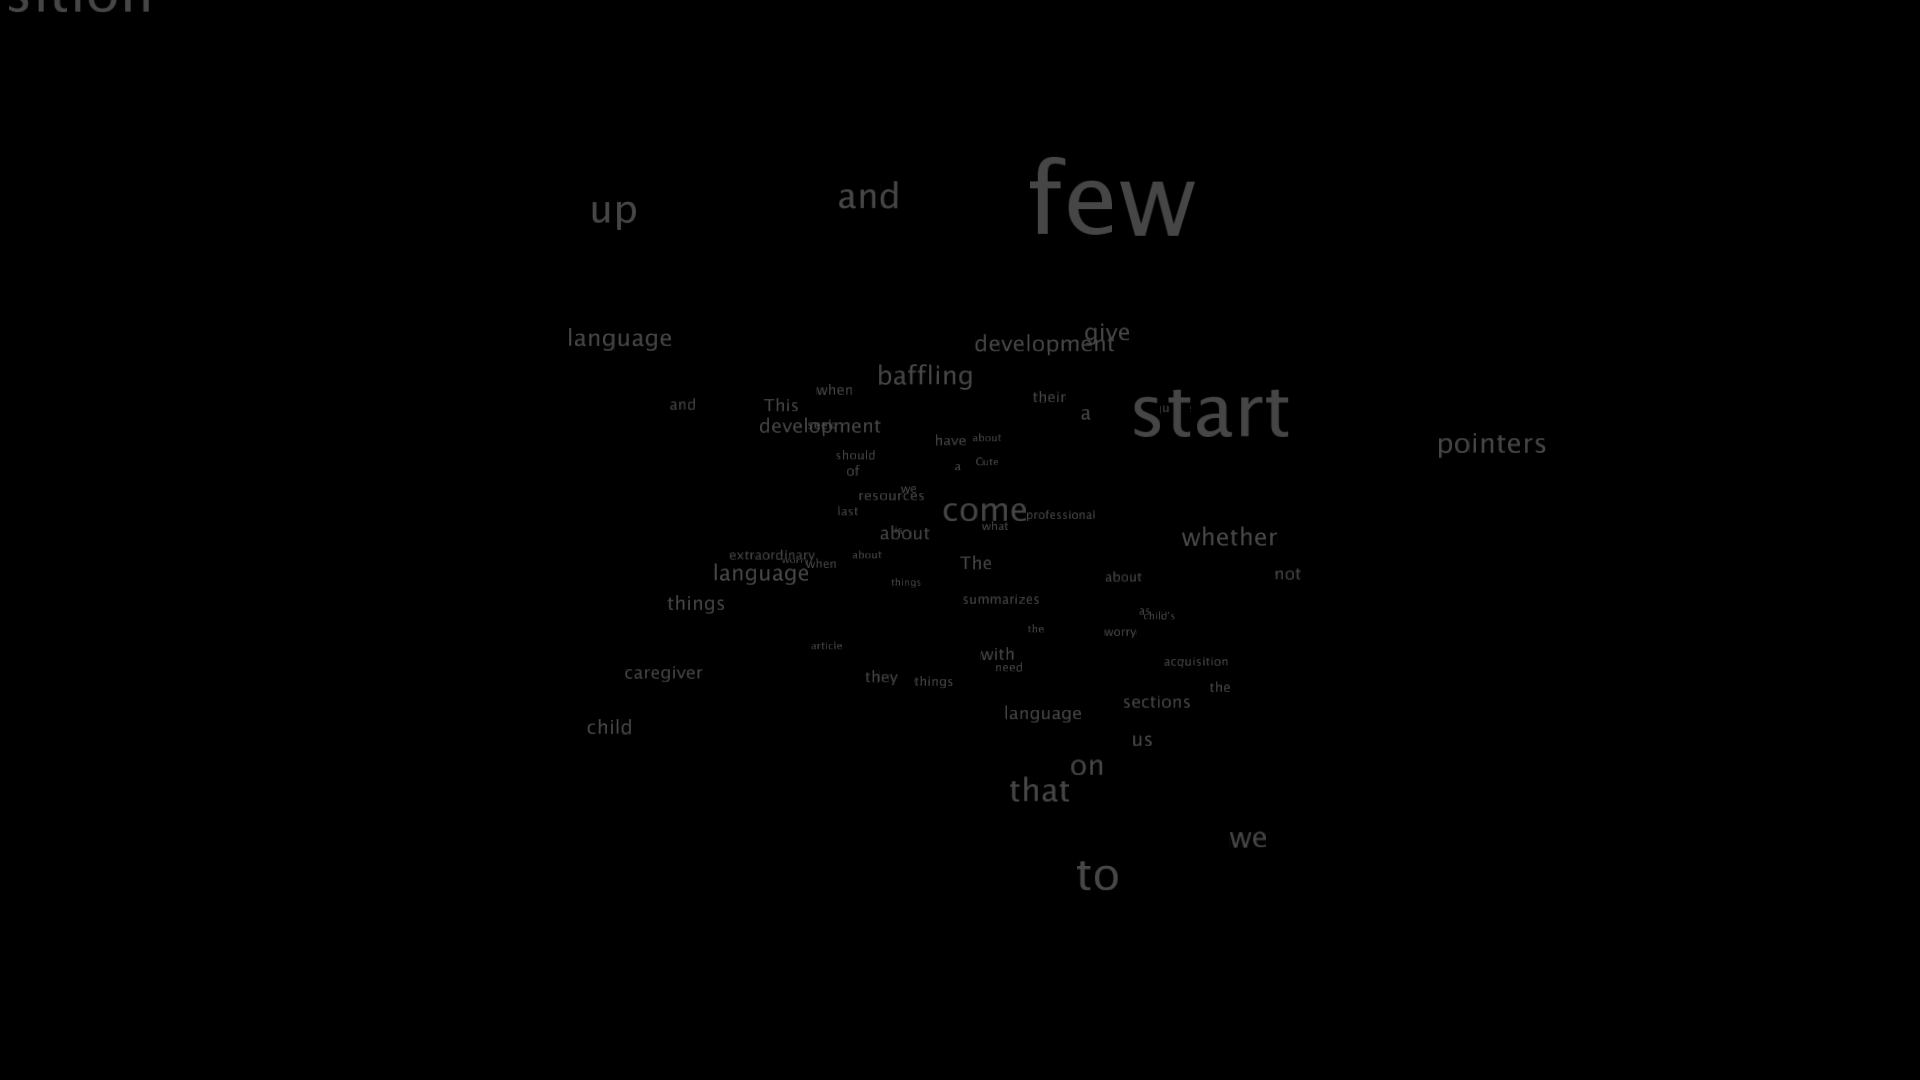 and
few
up
give
language
development
baffling
when
their
and
This
a
start
development
have
about
pointers
should
a
Cute
of
we
resources
last
come
professional
what
about
whether
extraordinary
about
when
The
language
about
not
things
summarizes
things
as
child's
the
worry
article
with
acquisition
need
caregiver
they
things
the
sections
language
child
us
on
that
we
to